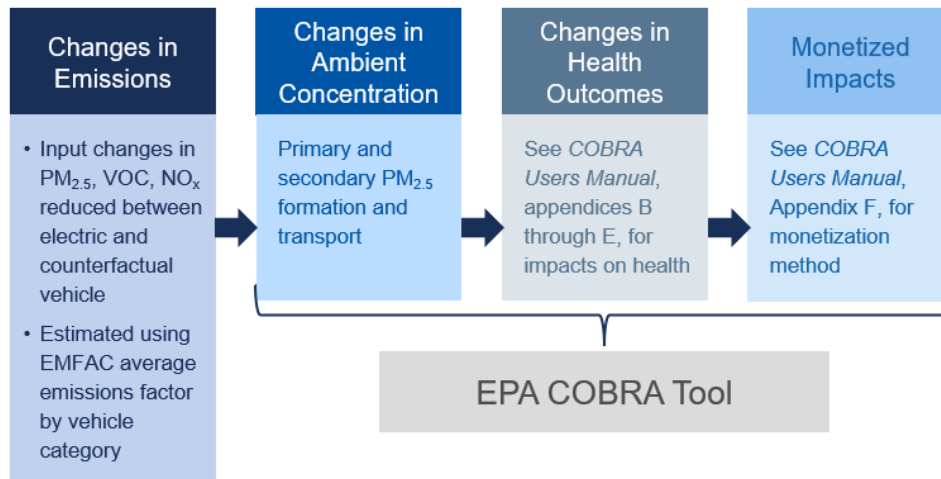 Changes in
Emissions
• Input changes in
PM2.5, VOC, NOx
reduced between
electric and
counterfactual
vehicle
• Estimated using
EMFAC average
emissions factor
by vehicle
category
Changes in
Ambient
Concentration
Primary and
secondary PM2.5
formation and
transport
Changes in
Health
Outcomes
See COBRA
Users Manual,
appendices B
through E, for
impacts on health
Monetized
Impacts
See COBRA
Users Manual,
Appendix F, for
monetization
method
EPA COBRA Tool